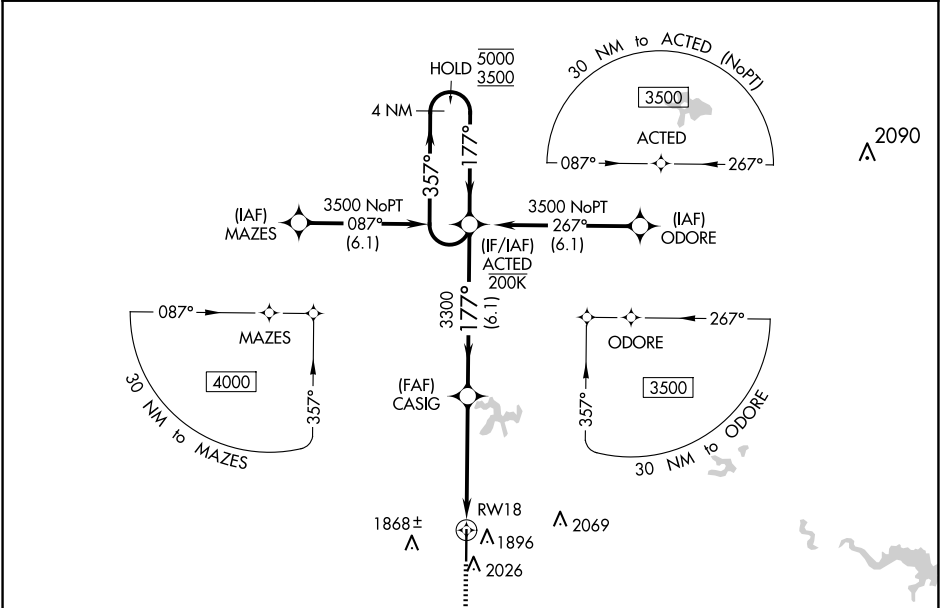 HOLD
5000
3500
4 NM
357°
177°
30 NM to ACTED (NoPT)
3500
ACTED
087°
267°
2090
(IAF)
MAZES
3500 NoPT
087°
(6.1)
3500 NoPT
267°
(6.1)
(IAF)
ODORE
(IF/IAF)
ACTED
200K
3300
177°
(6.1)
087°
MAZES
4000
357°
30 NM to MAZES
267°
ODORE
3500
357°
30 NM to ODORE
(FAF)
CASIG
RW18
1868±
1896
2069
2026